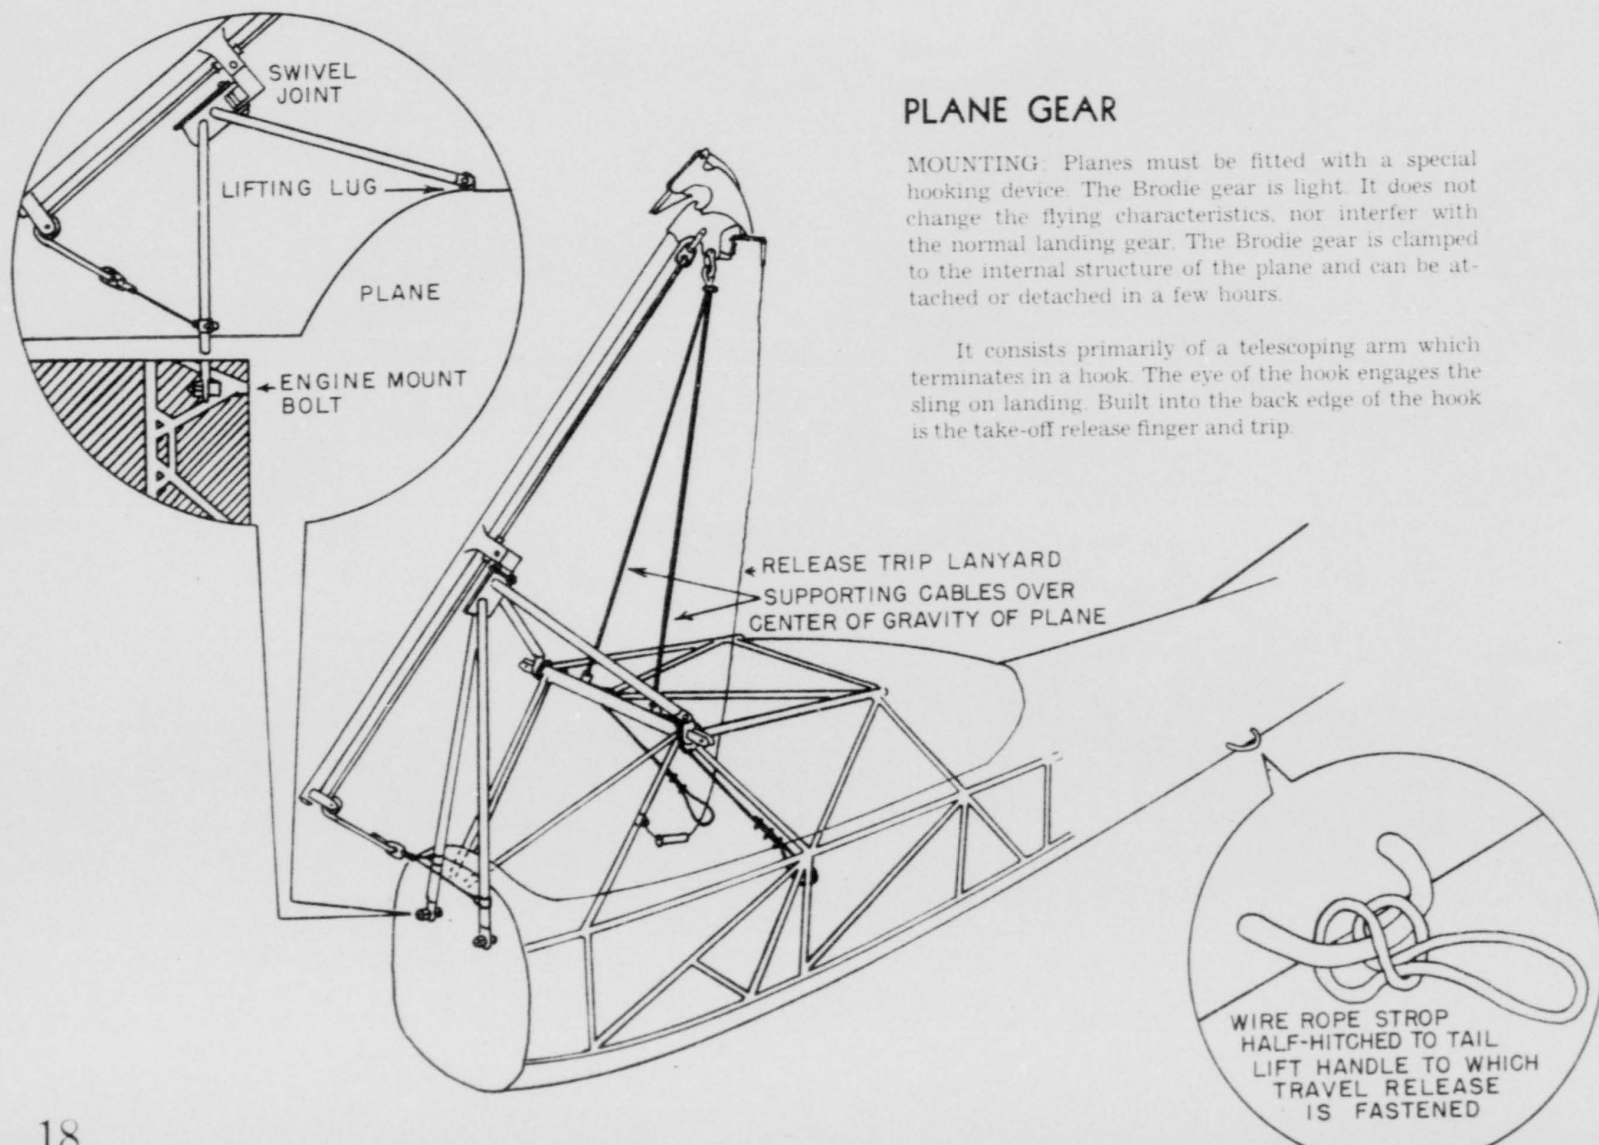 SWIVEL
JOINT
LIFTING LUG
PLANE
ENGINE MOUNT
BOLT
PLANE GEAR
MOUNTING: Planes must be fitted with a special
hooking device. The Brodie gear is light. It does not
change the flying characteristics, nor interfer with
the normal landing gear. The Brodie gear is clamped
to the internal structure of the plane and can be at-
tached or detached in a few hours.
It consists primarily of a telescoping arm which
terminates in a hook. The eye of the hook engages the
sling on landing. Built into the back edge of the hook
is the take-off release finger and trip.
RELEASE TRIP LANYARD
SUPPORTING CABLES OVER
CENTER OF GRAVITY OF PLANE
WIRE ROPE STROP
HALF-HITCHED TO TAIL
LIFT HANDLE TO WHICH
TRAVEL RELEASE
IS FASTENED
18